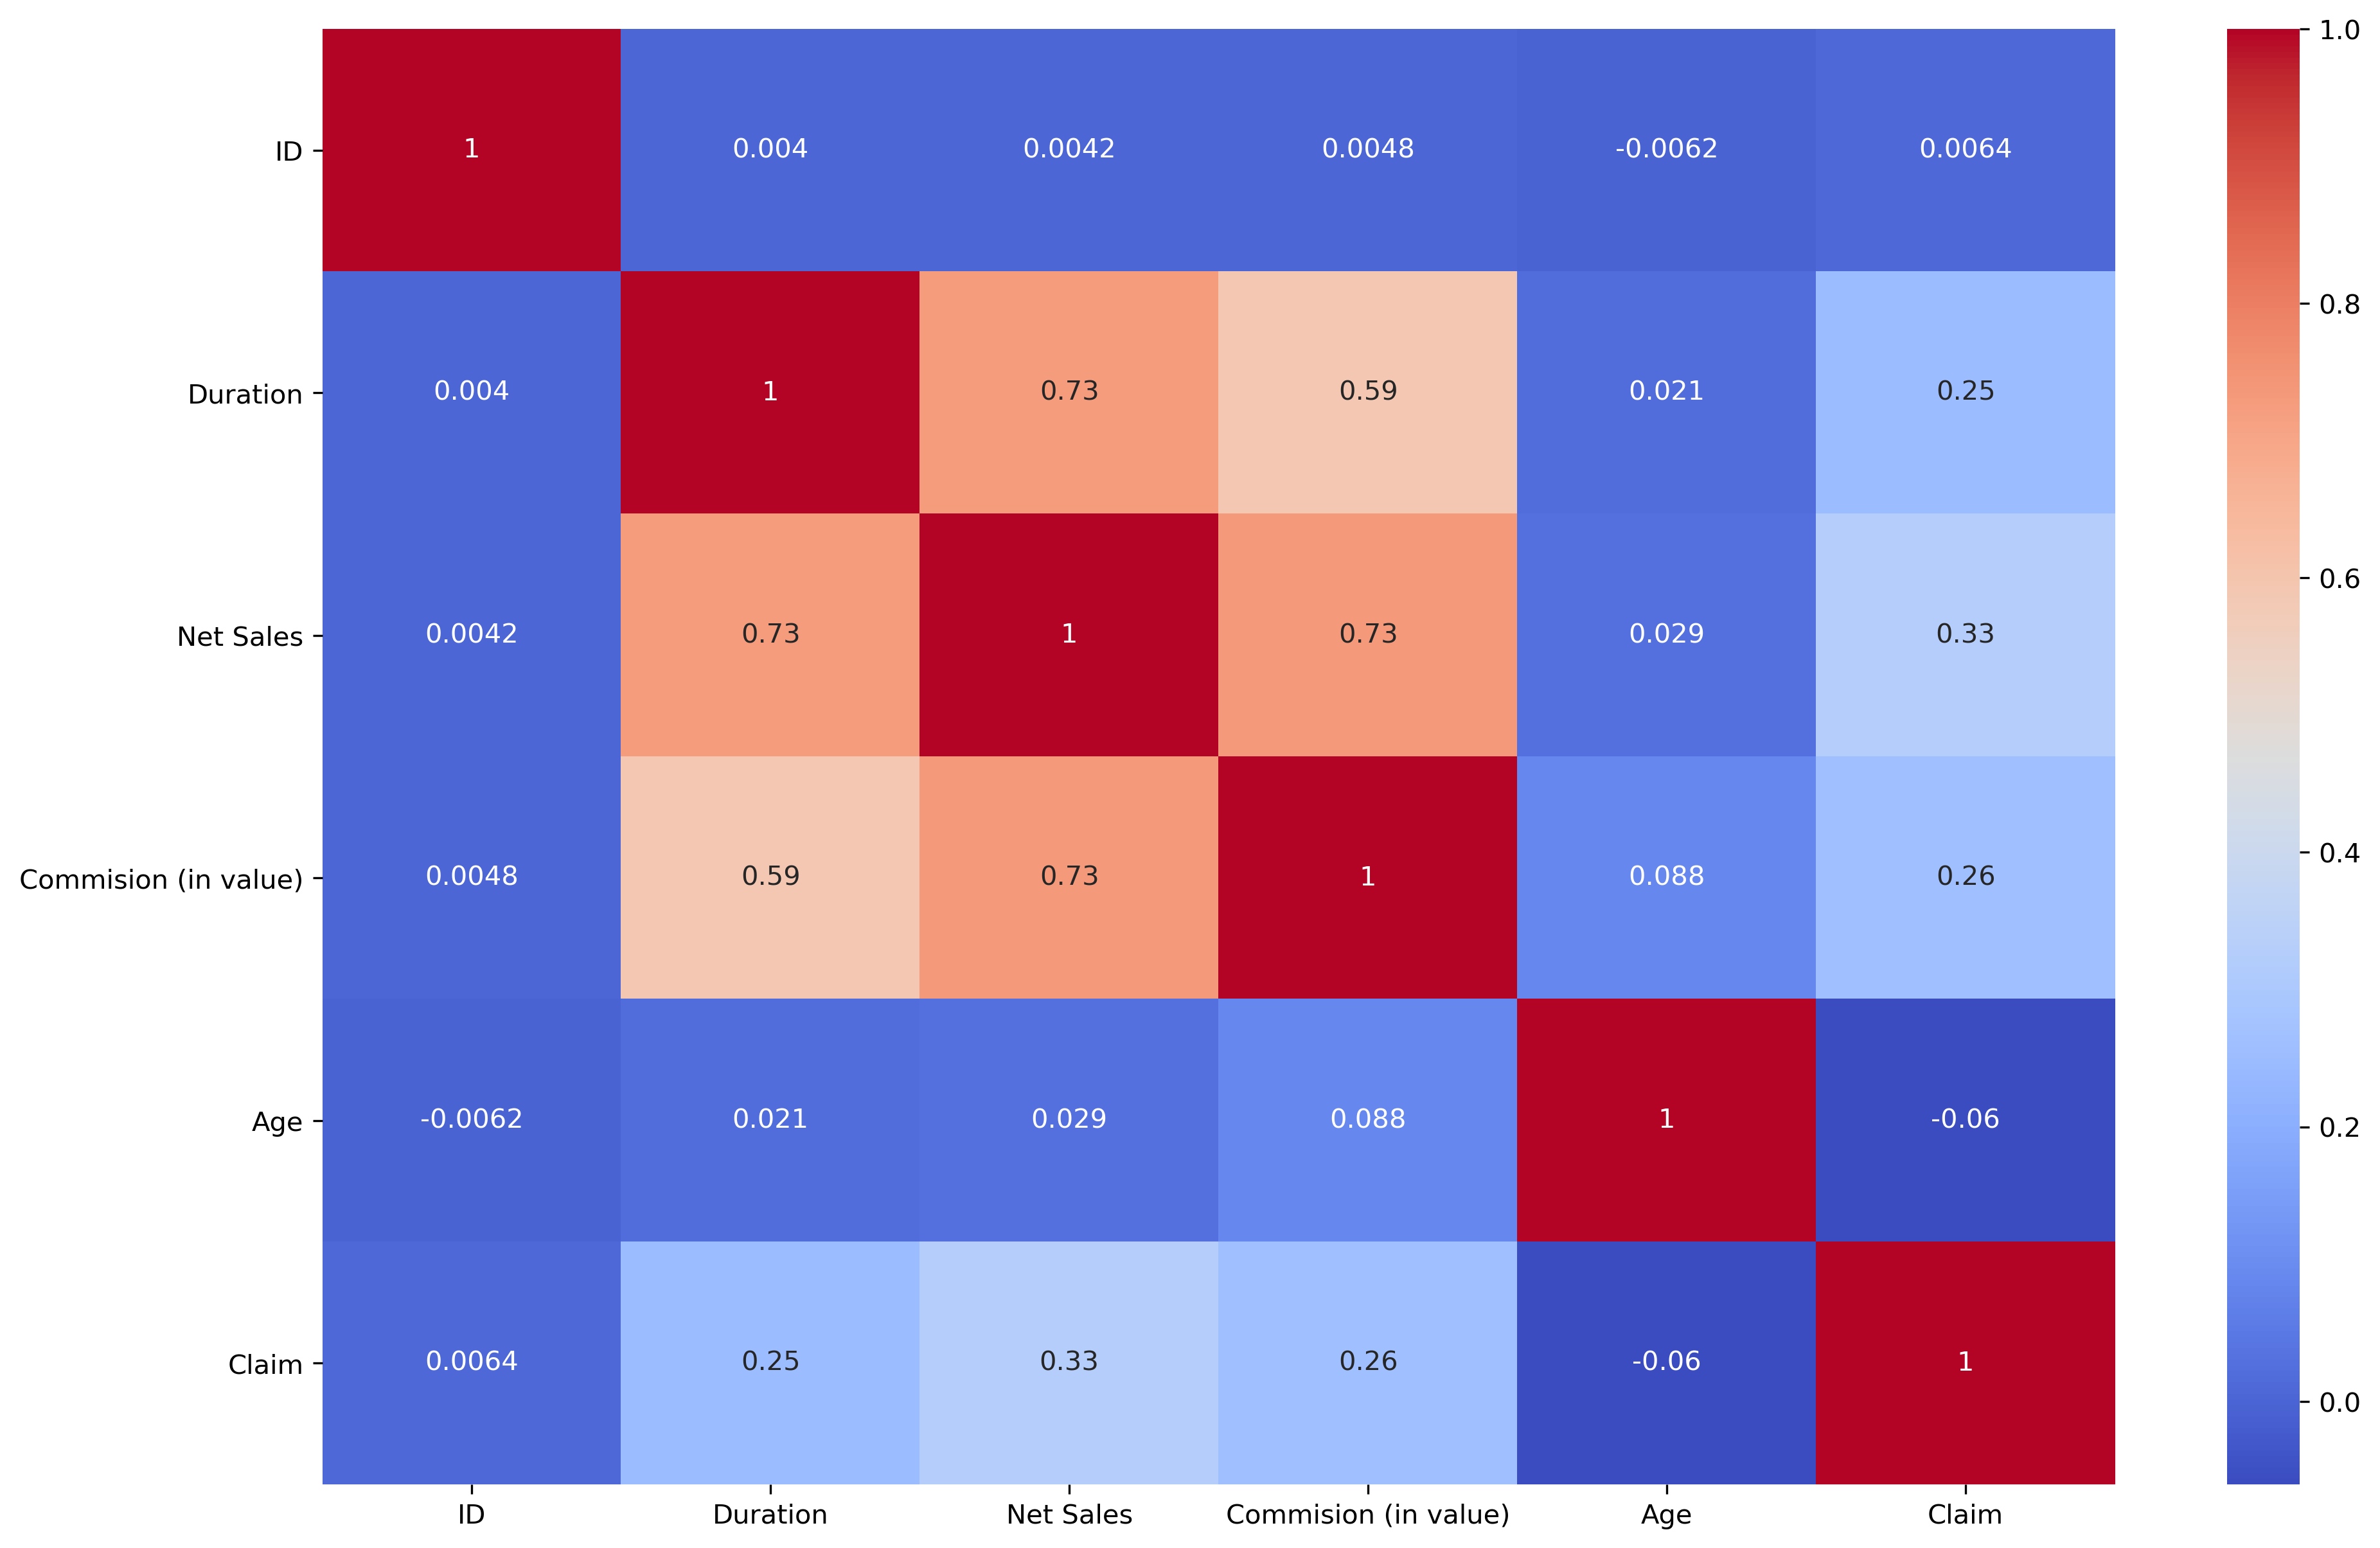 1.0
ID 1 0.004 0.0042 0.0048 -0.0062 0.0064
0.8
Duration 0.004 1 0.73 0.59 0.021 0.25
0.6
Net Sales 0.0042 0.73 1 0.73 0.029 0.33
0.4
Commision (in value) 0.0048 0.59 0.73 1 0.088 0.26
0.2
Age -0.0062 0.021 0.029 0.088 1 -0.06
Claim 0.0064 0.25 0.33 0.26 -0.06 1
0.0
ID Duration Net Sales Commision (in value) Age Claim